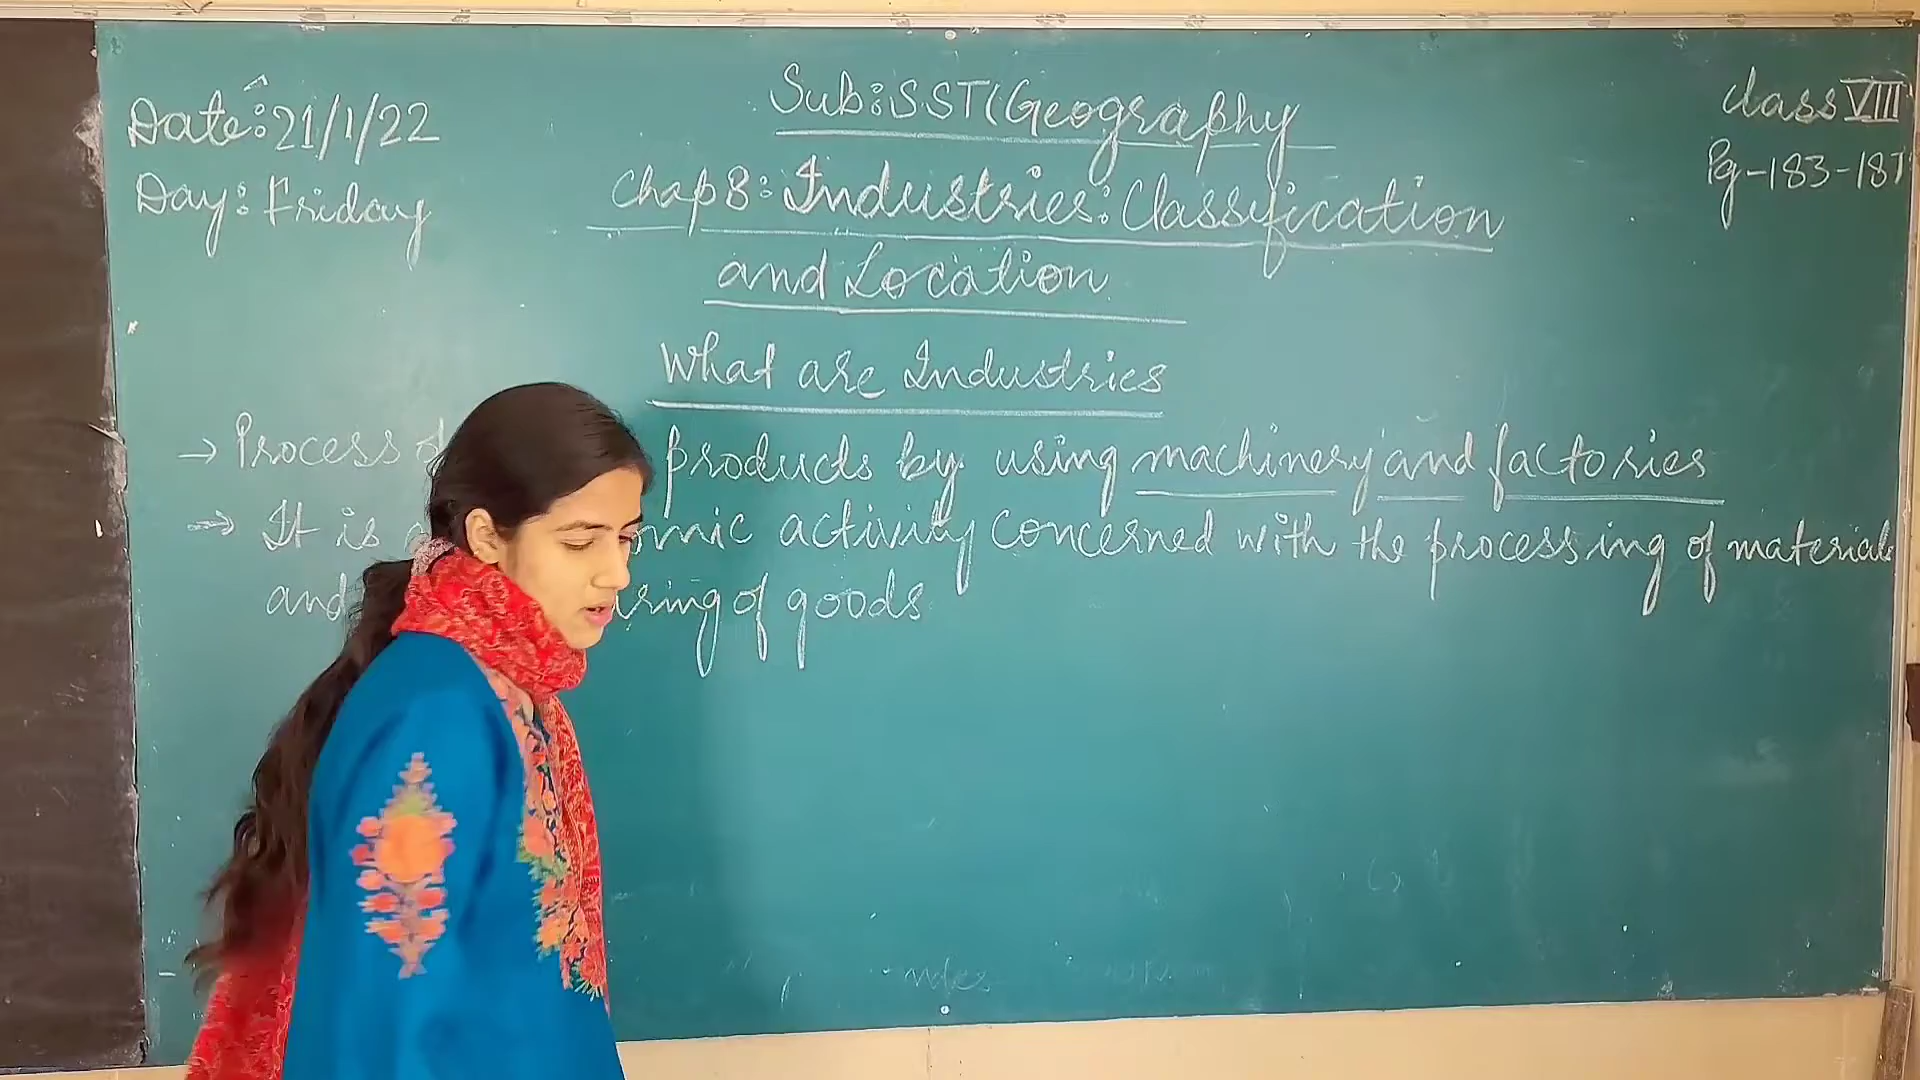 Date: 21/1/22
Day: Friday
Sub: SST(Geography
Class VIII
Pg-183-187
Chap 8: Industries: Classification
and Location
What are Industries
→ Process of products by using machinery and factories
→ It is activity concerned with the processing of materials
and of goods